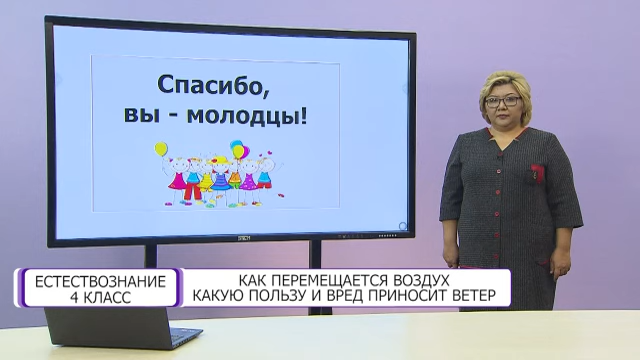 Спасибо,
вы - молодцы!
ЕСТЕСТВОЗНАНИЕ
4 КЛАСС
КАК ПЕРЕМЕЩАЕТСЯ ВОЗДУХ
КАКУЮ ПОЛЬЗУ И ВРЕД ПРИНОСИТ ВЕТЕР